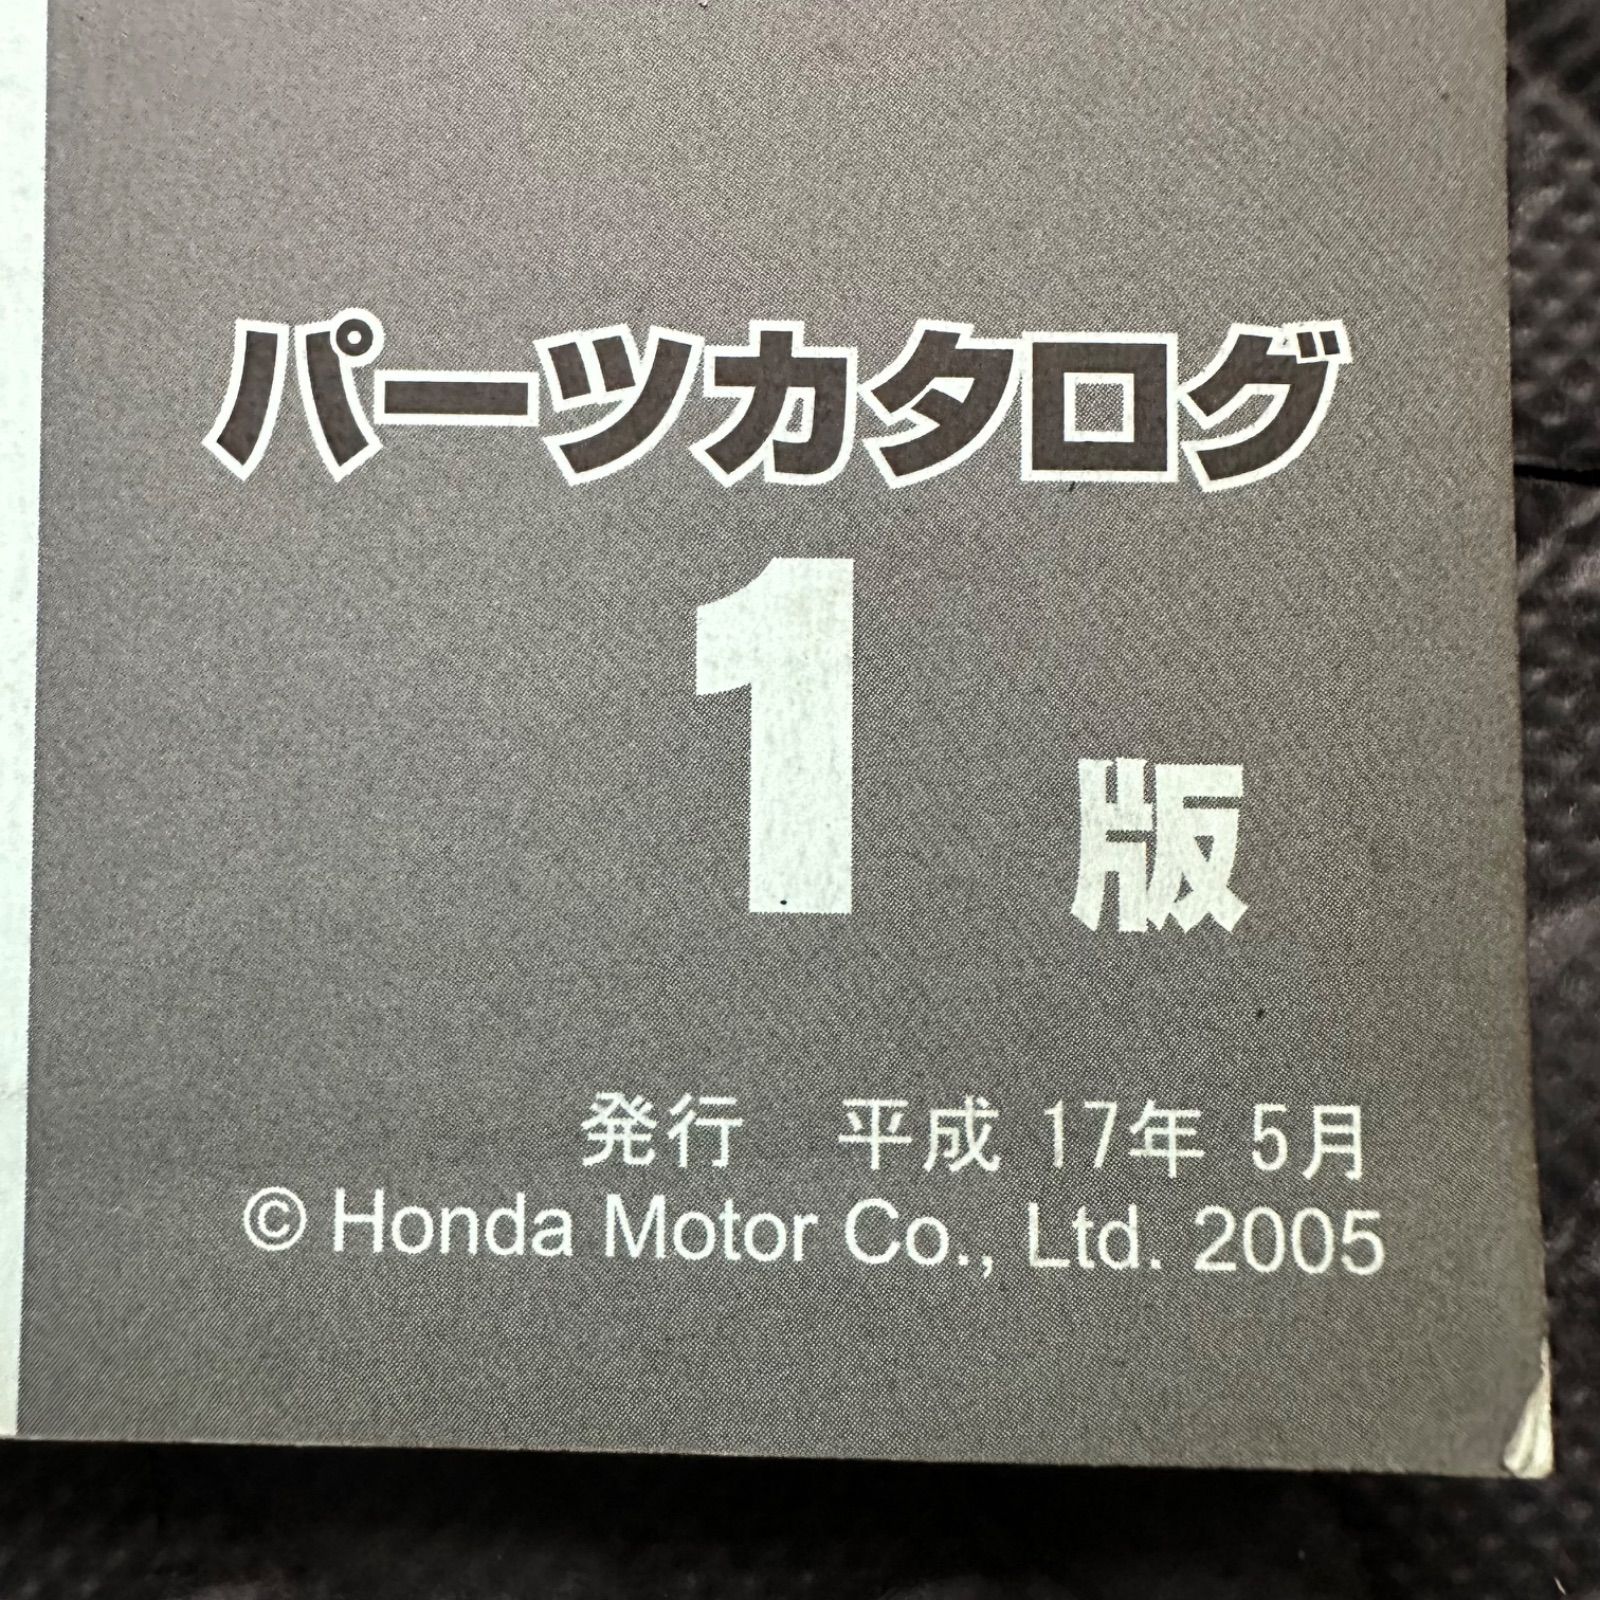 パーツカタログ
1 版
発行 平成 17年 5月
© Honda Motor Co., Ltd. 2005